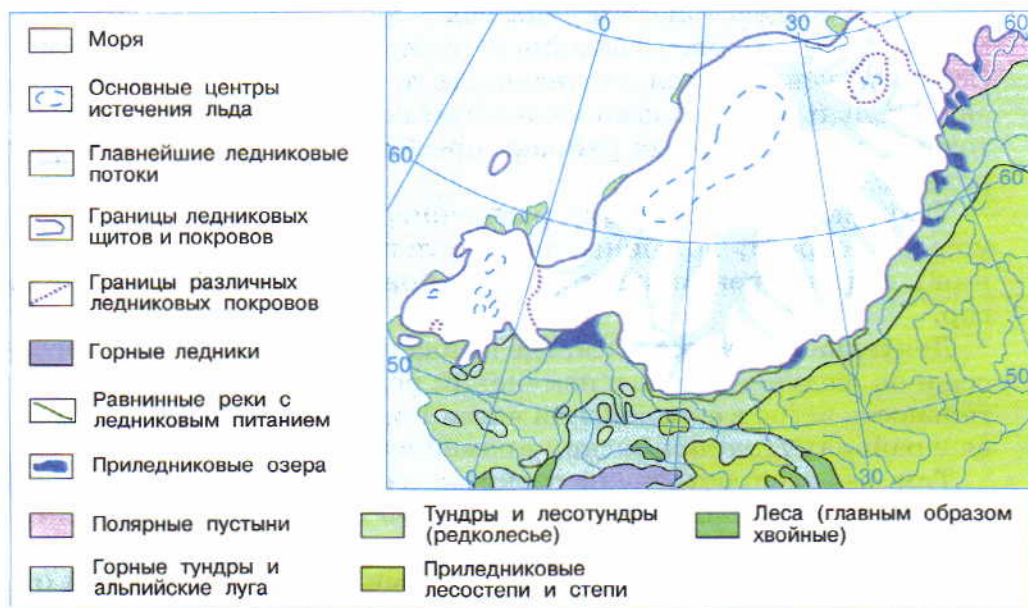 Моря
Основные центры
истечения льда
Главнейшие ледниковые
потоки
Границы ледниковых
щитов и покровов
Границы различных
ледниковых покровов
Горные ледники
Равнинные реки с
ледниковым питанием
Приледниковые озера
Полярные пустыни
Горные тундры и
альпийские луга
Тундры и лесотундры
(редколесье)
Приледниковые
лесостепи и степи
Леса (главным образом
хвойные)
0
30
60
60
60
50
50
0
30